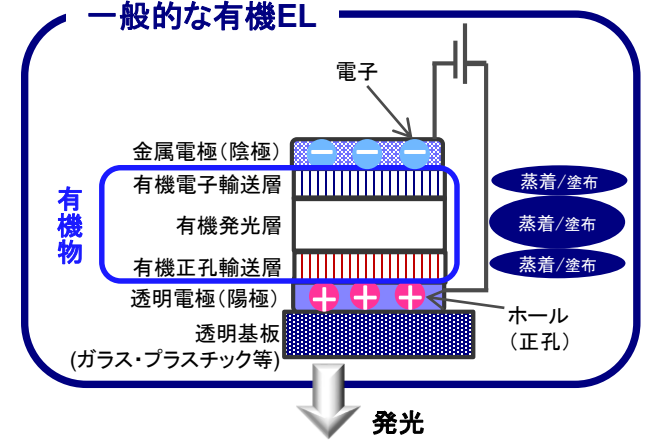 一般的な有機EL
電子
金属電極(陰極)
有機電子輸送層
有機発光層
有機正孔輸送層
透明電極(陽極)
透明基板
(ガラス・プラスチック等)
有機物
蒸着/塗布
蒸着/塗布
蒸着/塗布
ホール
(正孔)
発光